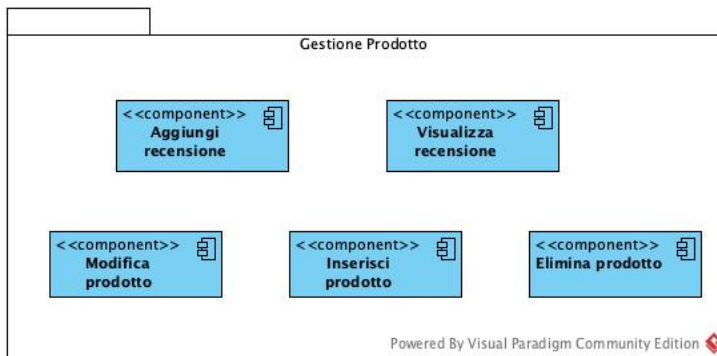 Gestione Prodotto
<<component>>
Aggiungi
recensione
<<component>>
Visualizza
recensione
<<component>>
Modifica
prodotto
<<component>>
Inserisci
prodotto
<<component>>
Elimina prodotto
Powered By Visual Paradigm Community Edition